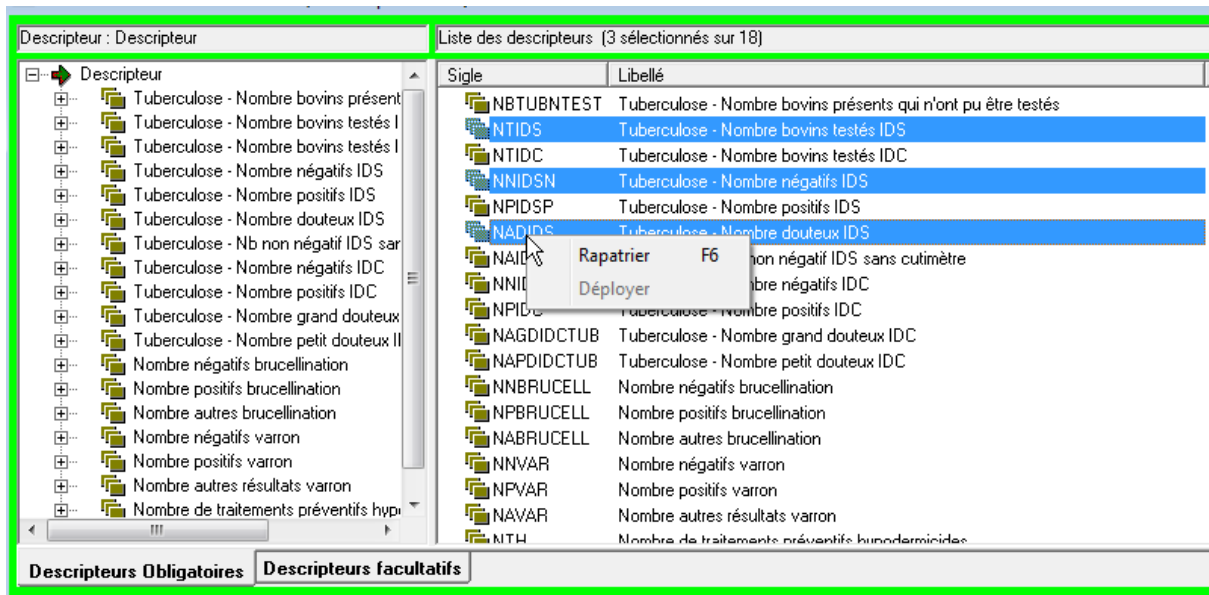 Descripteur : Descripteur
Liste des descripteurs (3 sélectionnés sur 18)
Descripteur
Tuberculose - Nombre bovins présent
Tuberculose - Nombre bovins testés I
Tuberculose - Nombre bovins testés I
Tuberculose - Nombre négatifs IDS
Tuberculose - Nombre positifs IDS
Tuberculose - Nombre douteux IDS
Tuberculose - Nb non négatif IDS sar
Tuberculose - Nombre négatifs IDC
Tuberculose - Nombre positifs IDC
Tuberculose - Nombre grand douteux
Tuberculose - Nombre petit douteux II
Nombre négatifs brucellination
Nombre positifs brucellination
Nombre autres brucellination
Nombre négatifs varron
Nombre positifs varron
Nombre autres résultats varron
Nombre de traitements préventifs hyp
Sigle Libellé
NBTUBNTEST Tuberculose - Nombre bovins présents qui n'ont pu être testés
NTIDS Tuberculose - Nombre bovins testés IDS
NTIDC Tuberculose - Nombre bovins testés IDC
NNIDSN Tuberculose - Nombre négatifs IDS
NPIDSP Tuberculose - Nombre positifs IDS
NADIDS Tuberculose - Nombre douteux IDS
Rapatrier F6
Déployer
non négatif IDS sans cutimètre
bre négatifs IDC
NPIDC Tuberculose - Nombre positifs IDC
NAGDIDCTUB Tuberculose - Nombre grand douteux IDC
NAPDIDCTUB Tuberculose - Nombre petit douteux IDC
NNBRUCELL Nombre négatifs brucellination
NPBRUCELL Nombre positifs brucellination
NABRUCELL Nombre autres brucellination
NNVAR Nombre négatifs varron
NPVAR Nombre positifs varron
NAVAR Nombre autres résultats varron
NTH Nombre de traitements préventifs hypodermicides
Descripteurs Obligatoires Descripteurs facultatifs